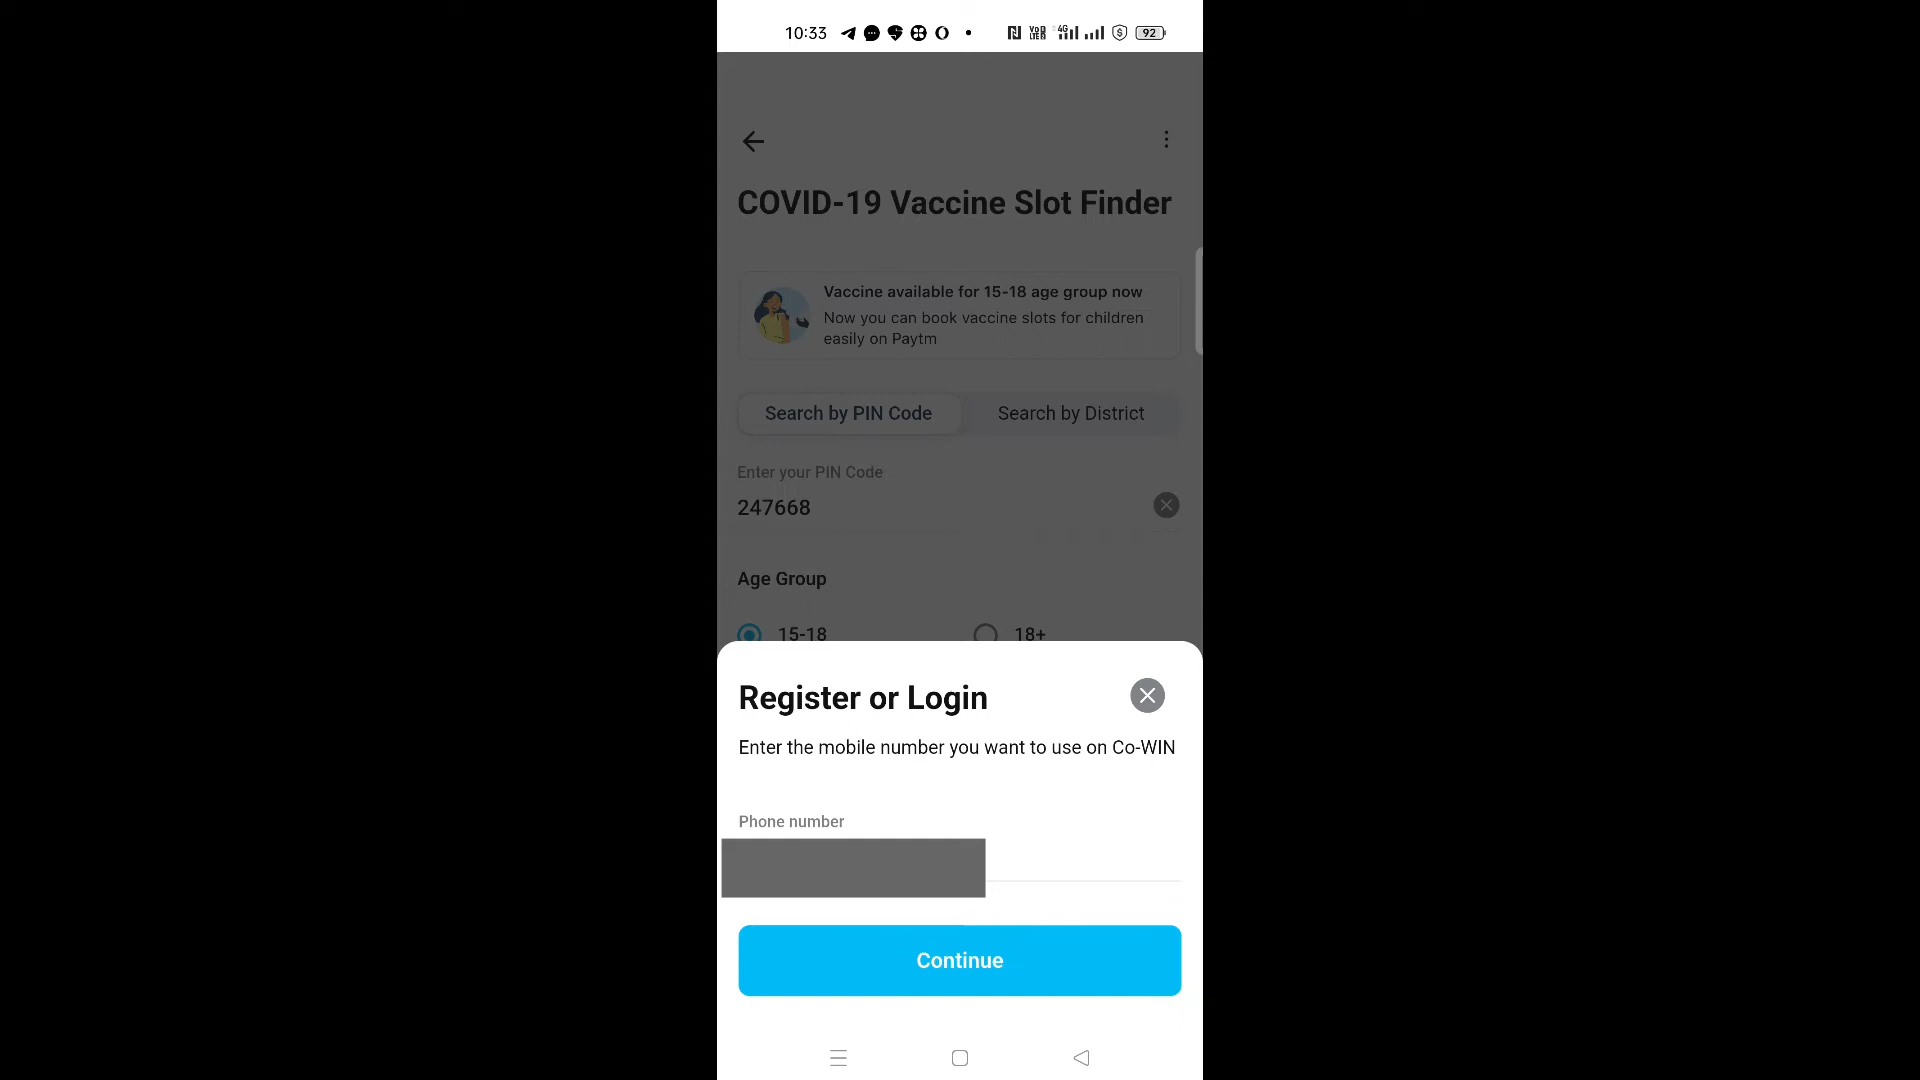 10:33
VoD LTE 4G 92
COVID-19 Vaccine Slot Finder
Vaccine available for 15-18 age group now
Now you can book vaccine slots for children
easily on Paytm
Search by PIN Code Search by District
Enter your PIN Code
247668
Age Group
15-18 18+
Register or Login
Enter the mobile number you want to use on Co-WIN
Phone number
Continue